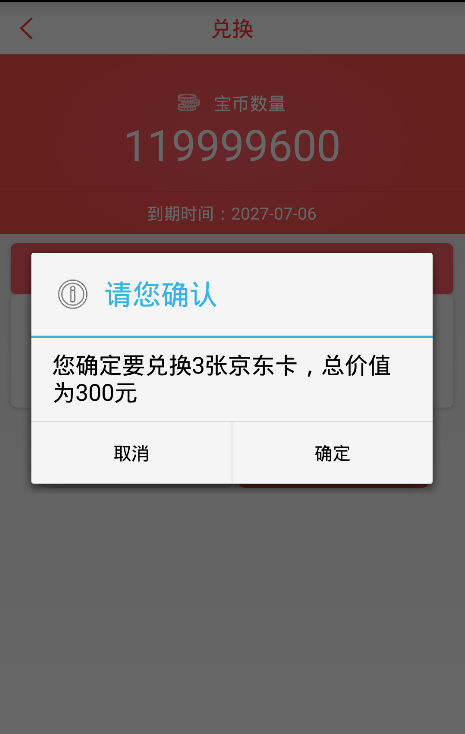 兑换
宝币数量
119999600
到期时间：2027-07-06
请您确认
您确定要兑换3张京东卡，总价值
为300元
取消
确定